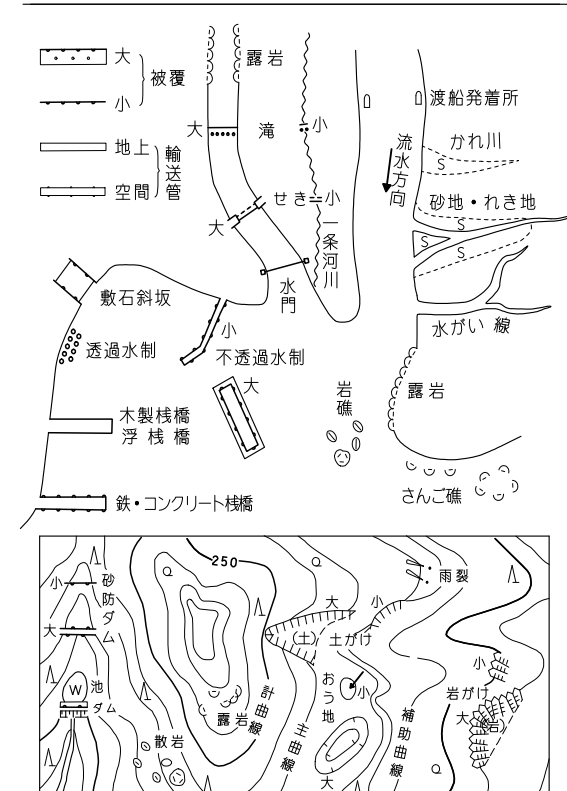 大
被覆
小
地上
輸送管
空間
露岩
大
滝
小
せき
小
大
一条河川
水門
渡船発着所
流水方向
かれ川
S
砂地・れき地
S
S
S
水がい線
敷石斜坂
透過水制
小
不透過水制
大
木製桟橋
浮桟橋
鉄・コンクリート桟橋
岩礁
露岩
さんご礁
小
砂防ダム
大
W
池
ダム
散岩
250
露岩
計曲線
主曲線
大
小
(土)
土がけ
おう地
小
大
補助曲線
雨裂
小
岩がけ
大
(岩)